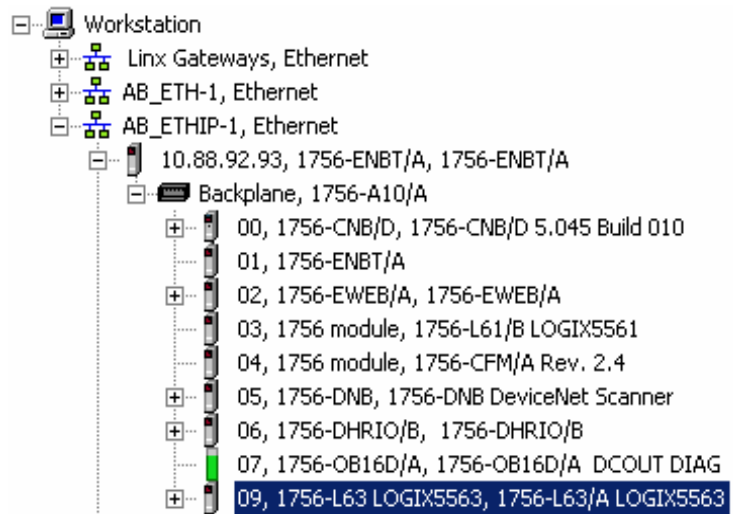 Workstation
Linx Gateways, Ethernet
AB_ETH-1, Ethernet
AB_ETHIP-1, Ethernet
10.88.92.93, 1756-ENBT/A, 1756-ENBT/A
Backplane, 1756-A10/A
00, 1756-CNB/D, 1756-CNB/D 5.045 Build 010
01, 1756-ENBT/A
02, 1756-EWEB/A, 1756-EWEB/A
03, 1756 module, 1756-L61/B LOGIX5561
04, 1756 module, 1756-CFM/A Rev. 2.4
05, 1756-DNB, 1756-DNB DeviceNet Scanner
06, 1756-DHRIO/B, 1756-DHRIO/B
07, 1756-OB16D/A, 1756-OB16D/A DCOUT DIAG
09, 1756-L63 LOGIX5563, 1756-L63/A LOGIX5563